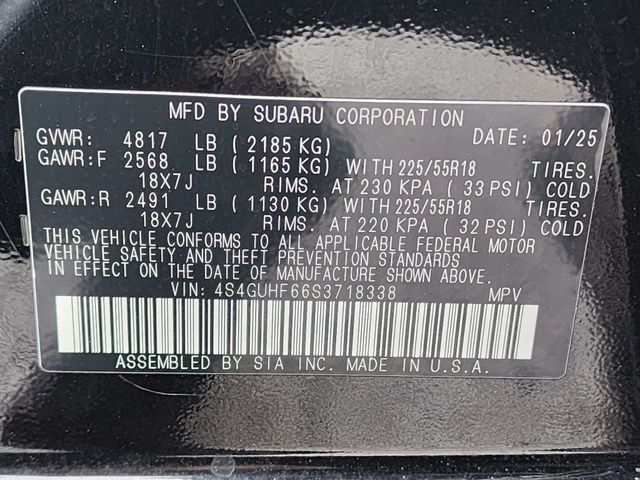 MFD BY SUBARU CORPORATION
GVWR: 4817 LB (2185 KG) DATE: 01/25
GAWR:F 2568 LB (1165 KG) WITH 225/55R18 TIRES.
18X7J RIMS. AT 230 KPA ( 33 PSI) COLD
GAWR:R 2491 LB (1130 KG) WITH 225/55R18 TIRES.
18X7J RIMS. AT 220 KPA ( 32 PSI) COLD
THIS VEHICLE CONFORMS TO ALL APPLICABLE FEDERAL MOTOR
VEHICLE SAFETY AND THEFT PREVENTION STANDARDS
IN EFFECT ON THE DATE OF MANUFACTURE SHOWN ABOVE.
VIN: 4S4GUHF66S3718338 MPV
ASSEMBLED BY SIA INC. MADE IN U.S.A.